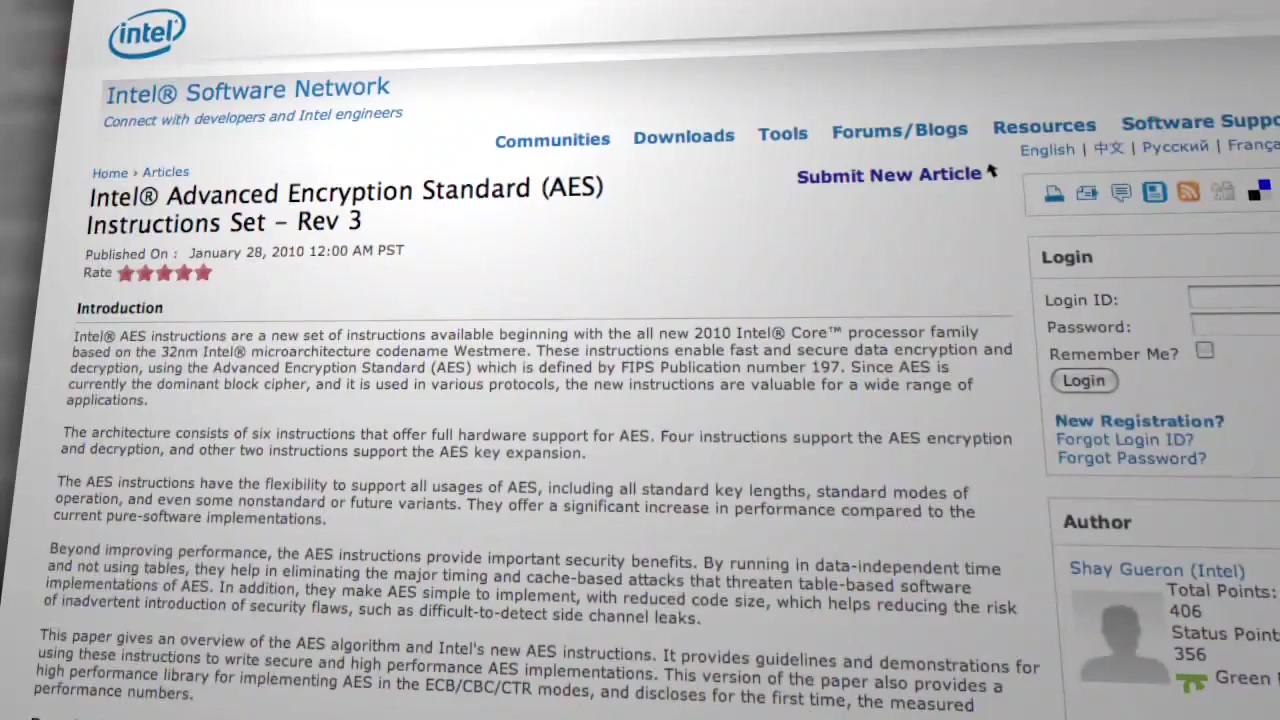 intel
Intel® Software Network
Connect with developers and Intel engineers
Communities Downloads Tools Forums/Blogs Resources Software
English | 中文 | Русский |
Home › Articles
Submit New Article
Intel® Advanced Encryption Standard (AES)
Instructions Set – Rev 3
Published On : January 28, 2010 12:00 AM PST
Rate
Introduction
Intel® AES instructions are a new set of instructions available beginning with the all new 2010 Intel® Core™ processor family
based on the 32nm Intel® microarchitecture codename Westmere. These instructions enable fast and secure data encryption and
decryption, using the Advanced Encryption Standard (AES) which is defined by FIPS Publication number 197. Since AES is
currently the dominant block cipher, and it is used in various protocols, the new instructions are valuable for a wide range of
applications.
The architecture consists of six instructions that offer full hardware support for AES. Four instructions support the AES encryption
and decryption, and other two instructions support the AES key expansion.
The AES instructions have the flexibility to support all usages of AES, including all standard key lengths, standard modes of
operation, and even some nonstandard or future variants. They offer a significant increase in performance compared to the
current pure-software implementations.
Beyond improving performance, the AES instructions provide important security benefits. By running in data-independent time
and not using tables, they help in eliminating the major timing and cache-based attacks that threaten table-based software
implementations of AES. In addition, they make AES simple to implement, with reduced code size, which helps reducing the risk
of inadvertent introduction of security flaws, such as difficult-to-detect side channel leaks.
This paper gives an overview of the AES algorithm and Intel's new AES instructions. It provides guidelines and demonstrations for
using these instructions to write secure and high performance AES implementations. This version of the paper also provides a
high performance library for implementing AES in the ECB/CBC/CTR modes, and discloses for the first time, the measured
performance numbers.
Login
Login ID:
Password:
Remember Me?
Login
New Registration?
Forgot Login ID?
Forgot Password?
Author
Shay Gueron (Intel)
Total Points:
406
Status Point
356
Green